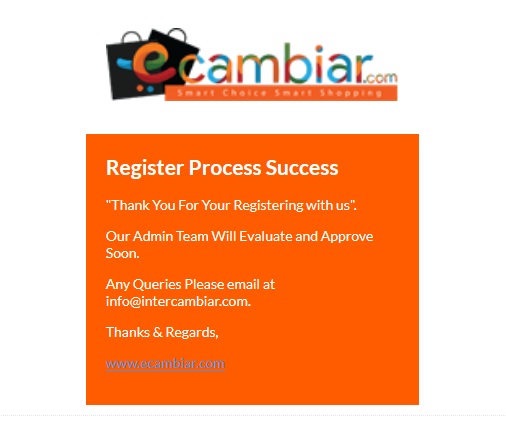 ecambiar.com
Smart Choice Smart Shopping
Register Process Success
"Thank You For Your Registering with us".
Our Admin Team Will Evaluate and Approve
Soon.
Any Queries Please email at
info@intercambiar.com.
Thanks & Regards,
www.ecambiar.com